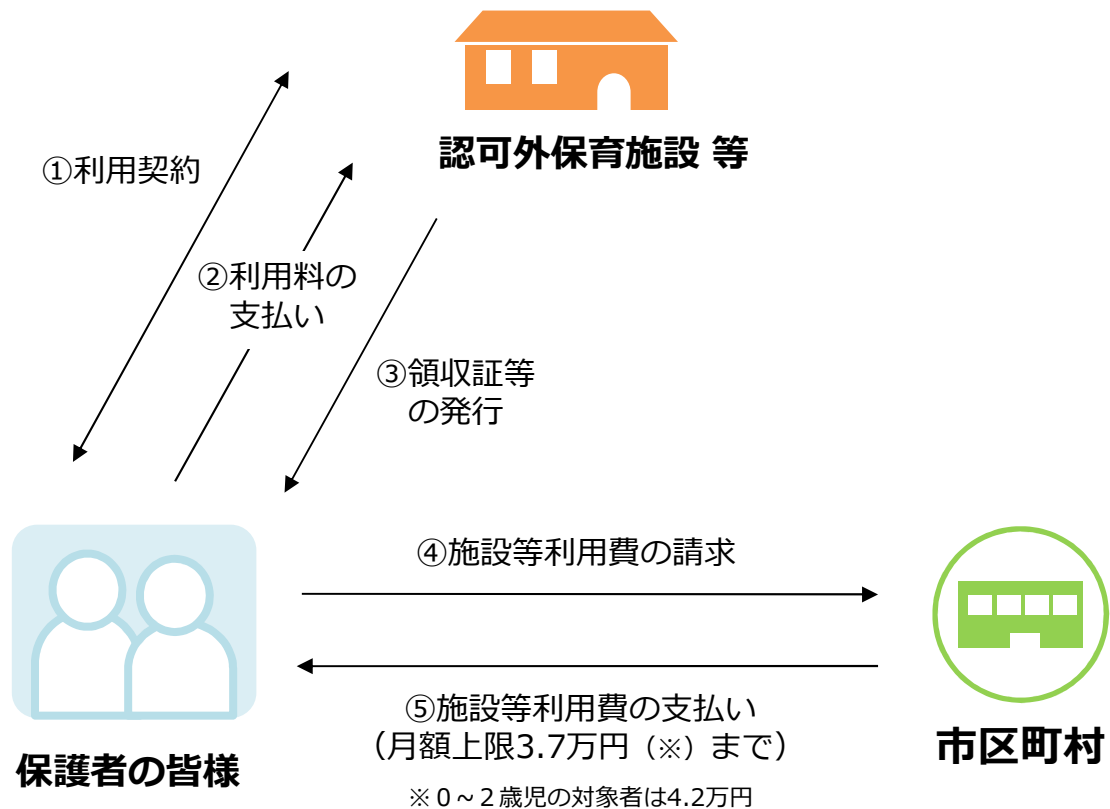 認可外保育施設 等
①利用契約
②利用料の
支払い
③領収証等
の発行
④施設等利用費の請求
⑤施設等利用費の支払い
（月額上限3.7万円（※）まで）
※０～２歳児の対象者は4.2万円
保護者の皆様
市区町村